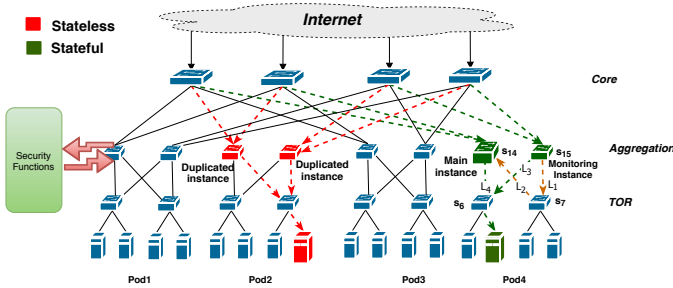 Internet
Stateless
Stateful
Core
Security
Functions
Duplicated
instance
Duplicated
instance
Main
instance
s14
s15
Monitoring
Instance
Aggregation
L3
L4
L2
L1
s6
s7
TOR
Pod1
Pod2
Pod3
Pod4